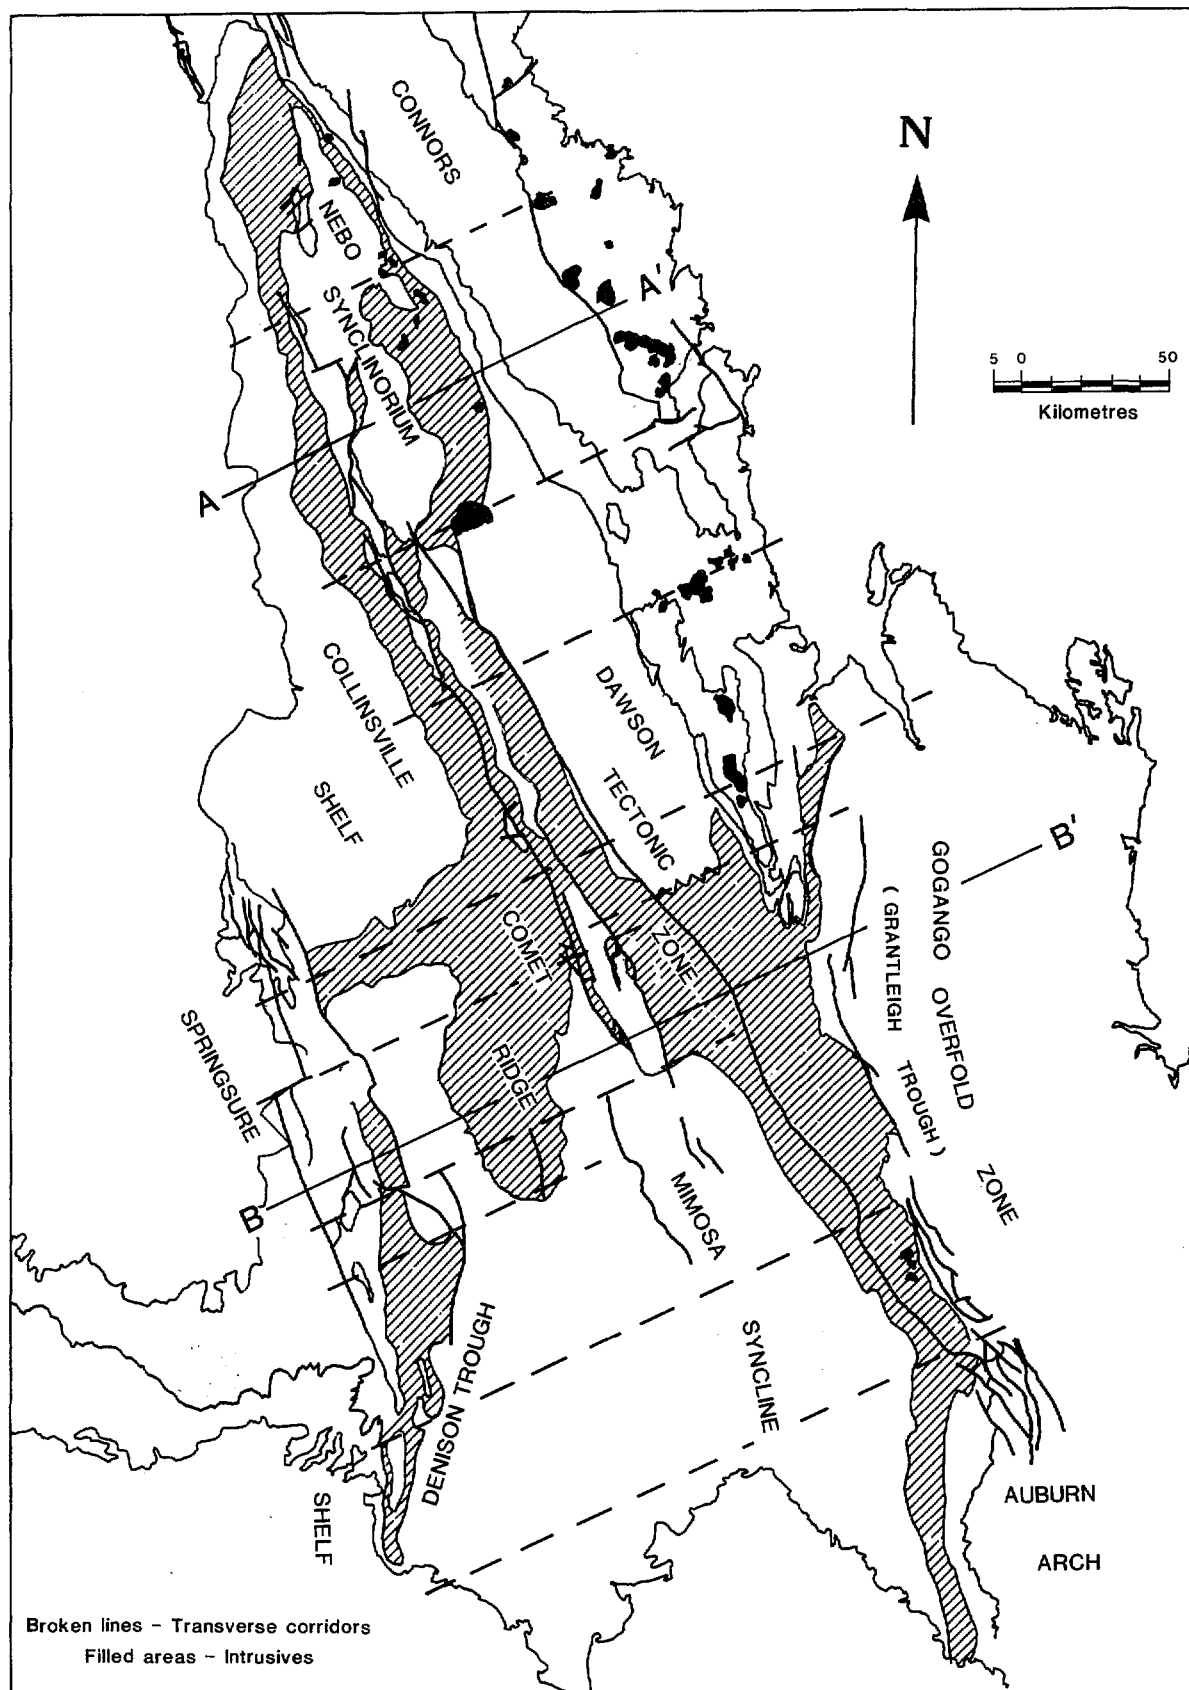 CONNORS
N
NEBO
SYNCLINORIUM
A'
5 0 50
Kilometres
A
COLLINSVILLE
SHELF
DAWSON
TECTONIC
ZONE
B'
GOGANGO OVERFOLD
ZONE
(GRANTLEIGH TROUGH)
COMET
RIDGE
SPRINGSURE
SHELF
B
MIMOSA
SYNCLINE
DENISON TROUGH
AUBURN
ARCH
Broken lines – Transverse corridors
Filled areas – Intrusives